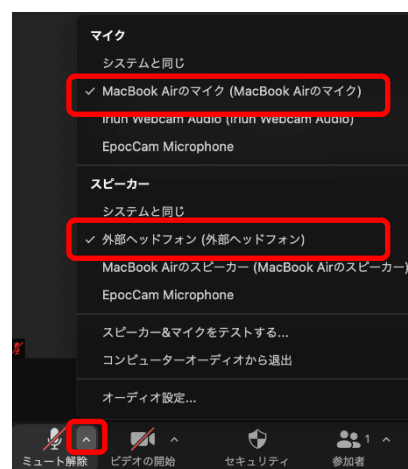 マイク
システムと同じ
✓ MacBook Airのマイク (MacBook Airのマイク)
Iriun Webcam Audio (Iriun Webcam Audio)
EpocCam Microphone
スピーカー
システムと同じ
✓ 外部ヘッドフォン (外部ヘッドフォン)
MacBook Airのスピーカー (MacBook Airのスピーカー)
EpocCam Microphone
スピーカー&マイクをテストする...
コンピューターオーディオから退出
オーディオ設定...
1
ミュート解除 ビデオの開始 セキュリティ 参加者